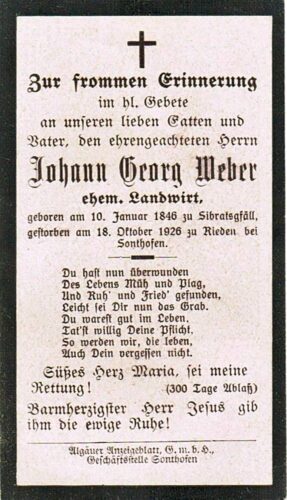 Zur frommen Erinnerung
im hl. Gebete
an unseren lieben Gatten und
Vater, den ehrengeachteten Herrn
Johann Georg Weber
ehem. Landwirt,
geboren am 10. Januar 1846 zu Sibratsgfäll,
gestorben am 18. Oktober 1926 zu Rieden bei
Sonthofen.
Du hast nun überwunden
Des Lebens Müh und Plag,
Und Ruh' und Fried' gefunden,
Leicht sei Dir nun das Grab.
Du warest gut im Leben.
Tat'st willig Deine Pflicht.
So werden wir, die leben,
Auch Dein vergessen nicht.
Süßes Herz Maria, sei meine
Rettung! (300 Tage Ablaß)
Barmherzigster Herr Jesus gib
ihm die ewige Ruhe!
Algäuer Anzeigeblatt, G. m. b. H.,
Geschäftsstelle Sonthofen